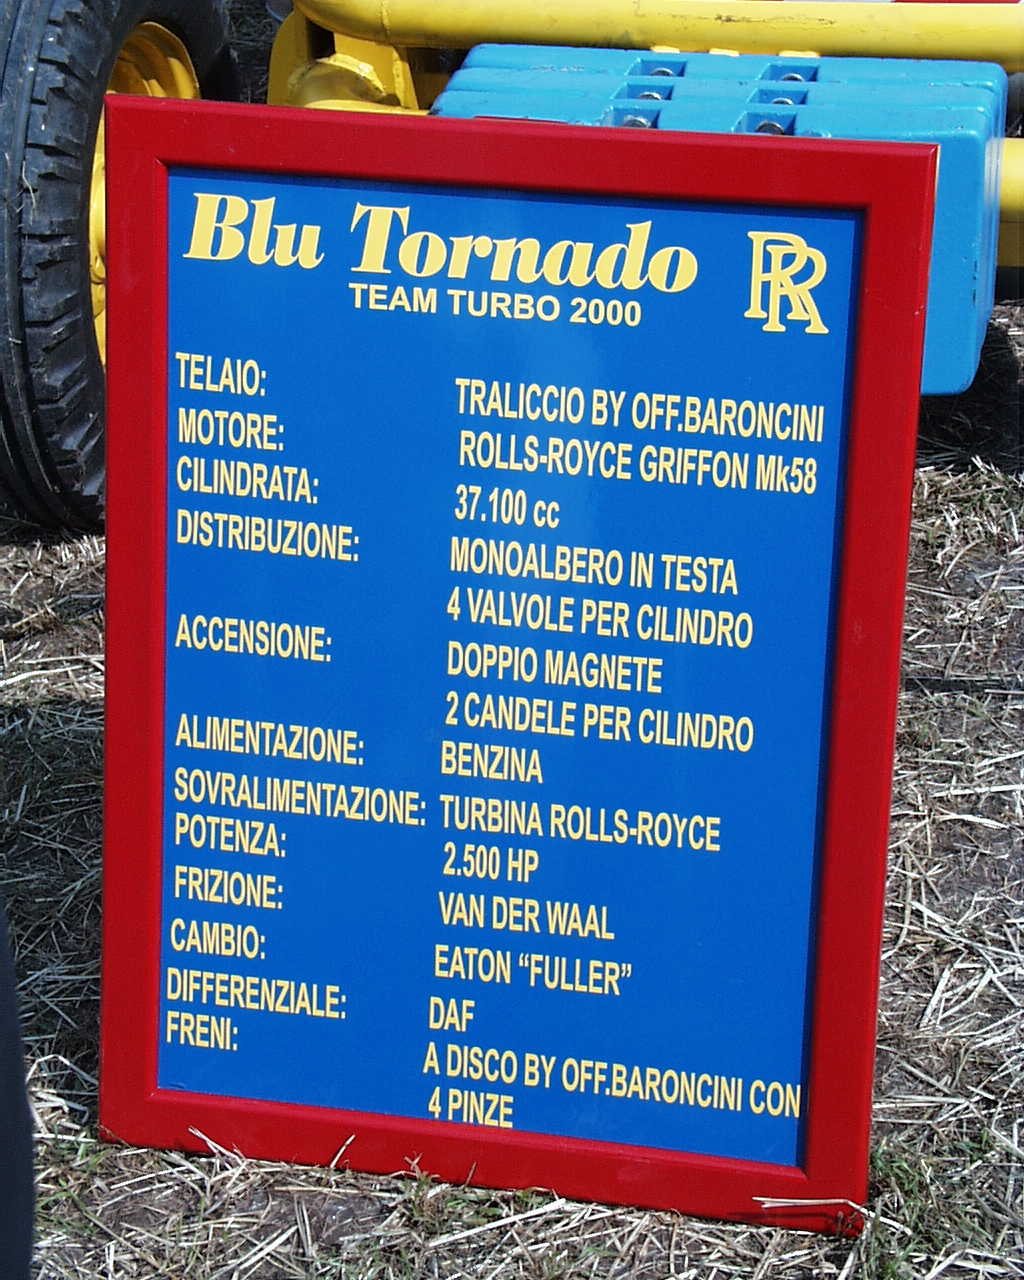 Blu Tornado RR
TEAM TURBO 2000
TELAIO: TRALICCIO BY OFF.BARONCINI
MOTORE: ROLLS-ROYCE GRIFFON Mk58
CILINDRATA: 37.100 cc
DISTRIBUZIONE: MONOALBERO IN TESTA
4 VALVOLE PER CILINDRO
ACCENSIONE: DOPPIO MAGNETE
2 CANDELE PER CILINDRO
ALIMENTAZIONE: BENZINA
SOVRALIMENTAZIONE: TURBINA ROLLS-ROYCE
POTENZA: 2.500 HP
FRIZIONE: VAN DER WAAL
CAMBIO: EATON “FULLER”
DIFFERENZIALE: DAF
FRENI: A DISCO BY OFF.BARONCINI CON
4 PINZE